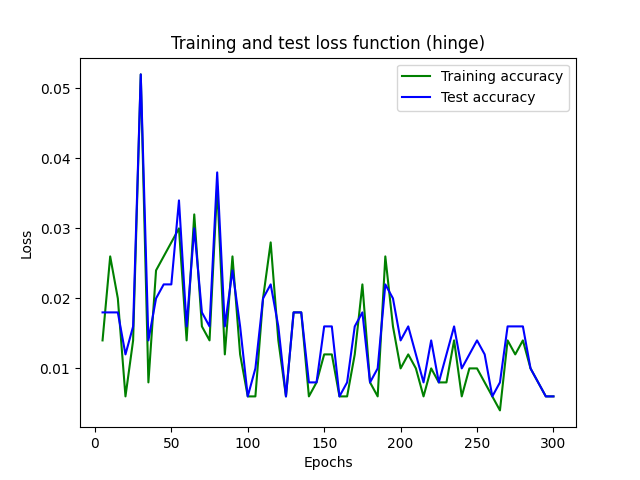 Training and test loss function (hinge)
Training accuracy
Test accuracy
Loss
0.05
0.04
0.03
0.02
0.01
0 50 100 150 200 250 300
Epochs